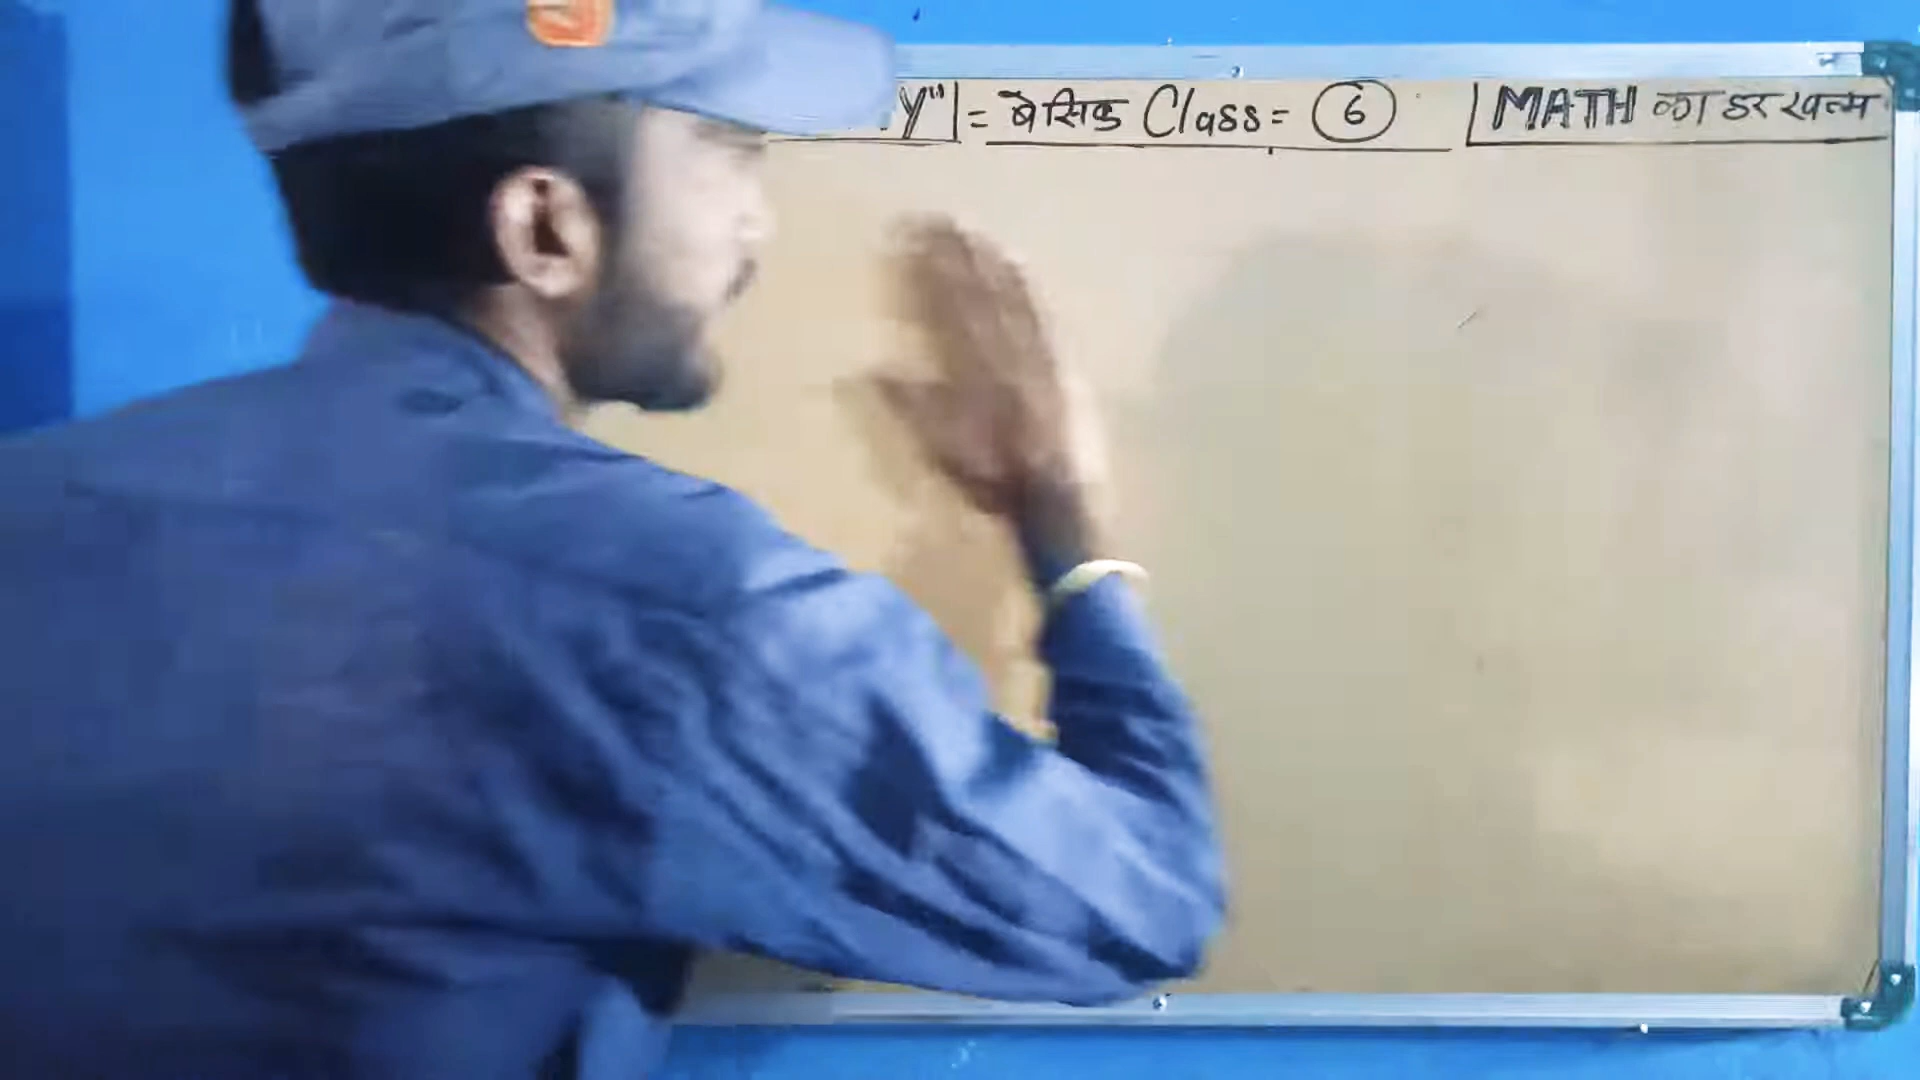 Y" = बेसिक Class = 6 MATH का डर खत्म